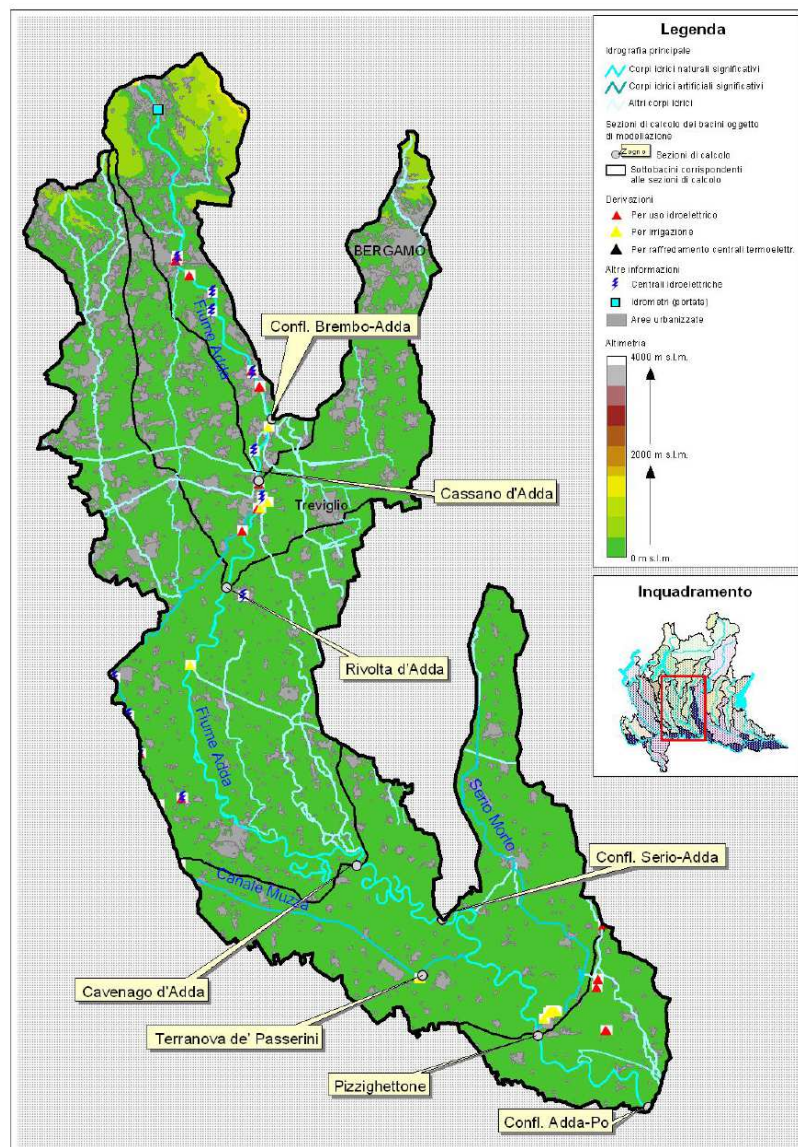 Legenda
Idrografia principale
Corpi idrici naturali significativi
Corpi idrici artificiali significativi
Altri corpi idrici
Sezioni di calcolo dei bacini oggetto
di modellazione
Zogno
Sezioni di calcolo
Sottobacini corrispondenti
alle sezioni di calcolo
Derivazioni
Per uso idroelettrico
Per irrigazione
Per raffredamento centrali termoelettr.
Altre informazioni
Centrali idroelettriche
Idrometri (portata)
Aree urbanizzate
Altimetria
4000 m s.l.m.
2000 m s.l.m.
0 m s.l.m.
Inquadramento
BERGAMO
Fiume Adda
Confl. Brembo-Adda
Cassano d'Adda
Treviglio
Rivolta d'Adda
Fiume Adda
Serio Morto
Confl. Serio-Adda
Canale Muzza
Cavenago d'Adda
Terranova de' Passerini
Pizzighettone
Confl. Adda-Po